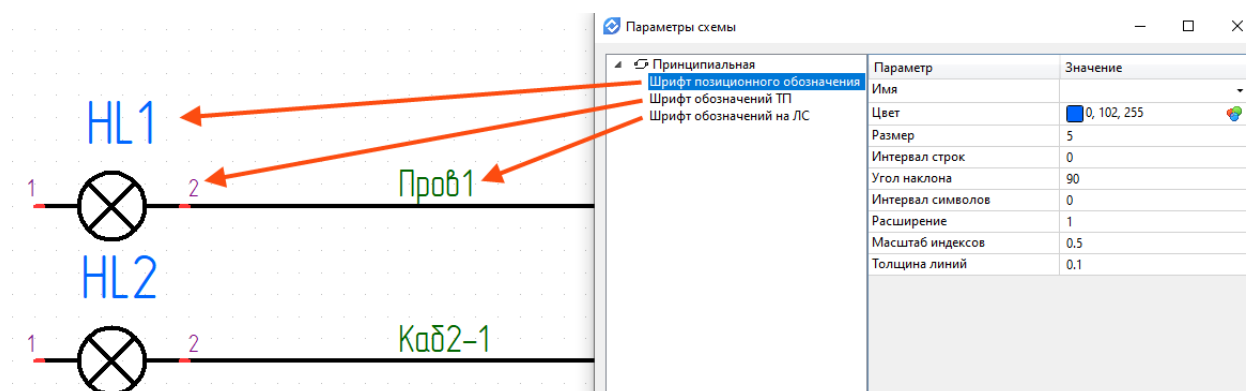 HL1
1
2
Пров1
HL2
1
2
Каб2-1
Параметры схемы
Принципиальная
Шрифт позиционного обозначения
Шрифт обозначений ТП
Шрифт обозначений на ЛС
Параметр Значение
Имя
Цвет 0, 102, 255
Размер 5
Интервал строк 0
Угол наклона 90
Интервал символов 0
Расширение 1
Масштаб индексов 0.5
Толщина линий 0.1